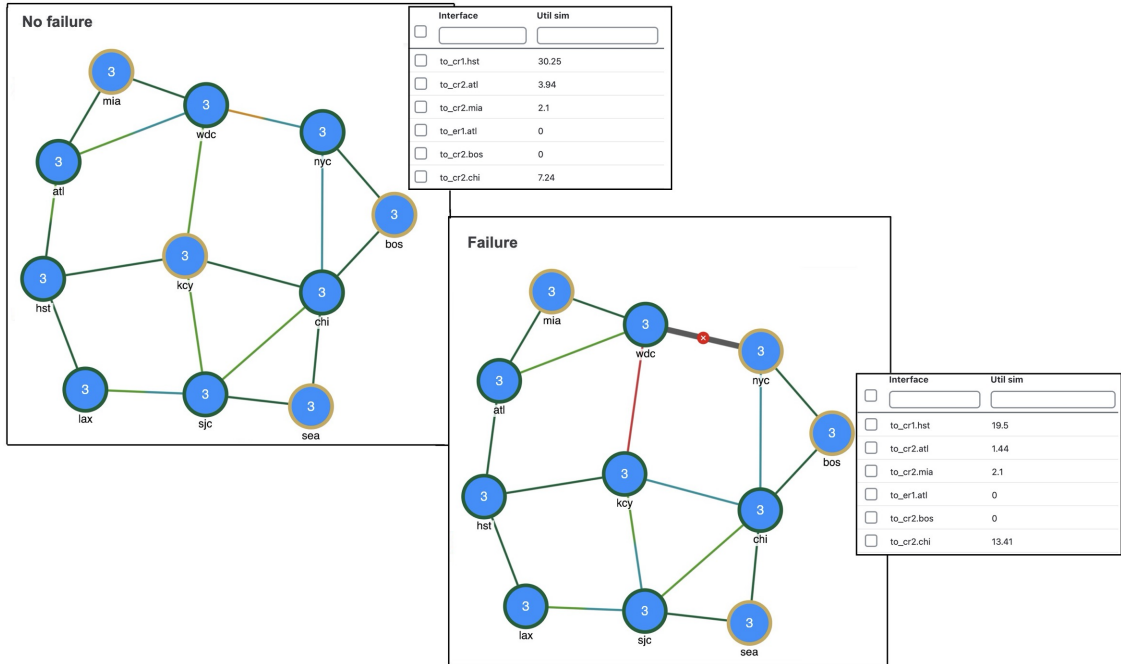 No failure
3
mia
3
wdc
3
nyc
3
atl
3
bos
3
kcy
3
hst
3
chi
3
lax
3
sjc
3
sea
Interface Util sim
to_cr1.hst 30.25
to_cr2.atl 3.94
to_cr2.mia 2.1
to_er1.atl 0
to_cr2.bos 0
to_cr2.chi 7.24
Failure
3
mia
3
wdc
3
nyc
3
atl
3
bos
3
kcy
3
hst
3
chi
3
lax
3
sjc
3
sea
Interface Util sim
to_cr1.hst 19.5
to_cr2.atl 1.44
to_cr2.mia 2.1
to_er1.atl 0
to_cr2.bos 0
to_cr2.chi 13.41